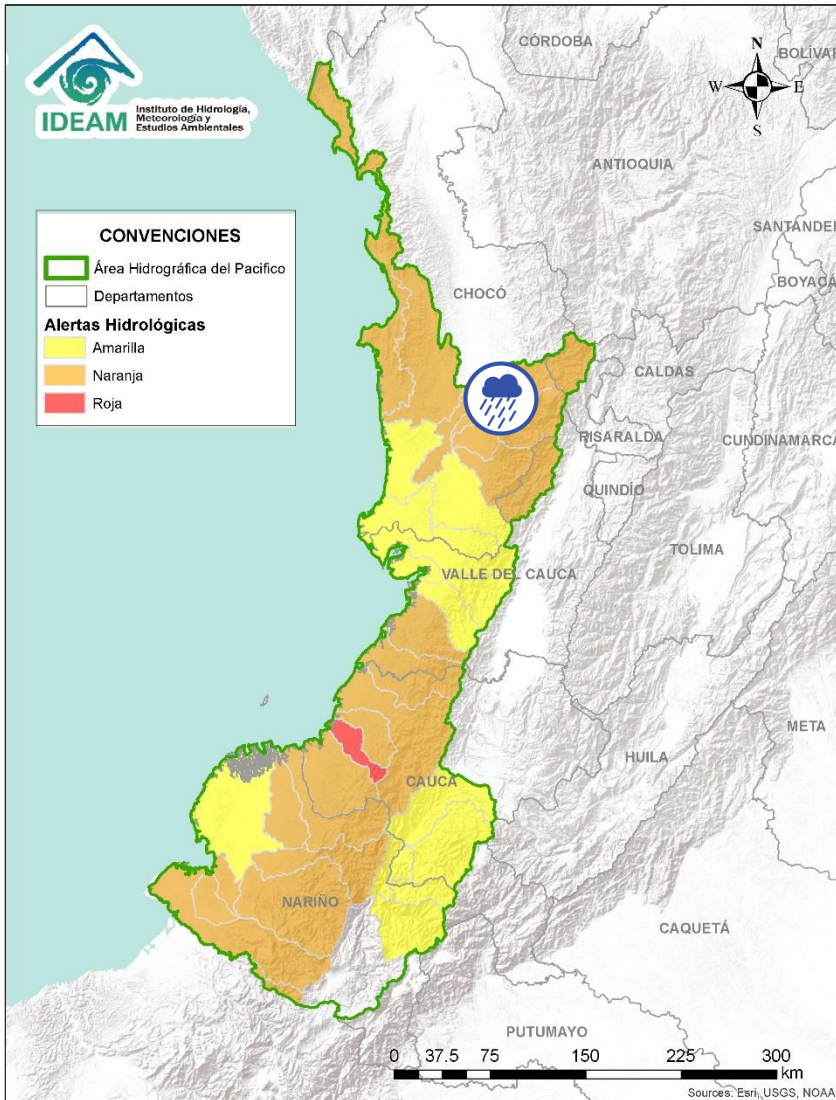 IDEAM
Instituto de Hidrología,
Meteorología y
Estudios Ambientales
CÓRDOBA
BOLÍVAR
N
W
E
S
ANTIOQUIA
SANTANDER
BOYACÁ
CONVENCIONES
Área Hidrográfica del Pacifico
Departamentos
Alertas Hidrológicas
Amarilla
Naranja
Roja
CHOCÓ
CALDAS
RISARALDA
CUNDINAMARCA
QUINDÍO
TOLIMA
VALLE DEL CAUCA
META
HUILA
CAUCA
NARIÑO
CAQUETÁ
PUTUMAYO
0 37.5 75 150 225 300
km
Sources: Esri, USGS, NOAA